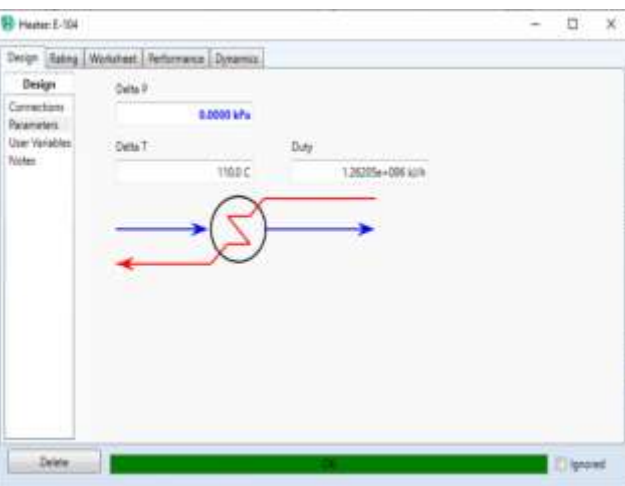 Heater: E-104
Design Rating Worksheet Performance Dynamics
Design
Connections
Parameters
User Variables
Notes
Delta P
0.0000 kPa
Delta T
110.0 C
Duty
1.26205e+006 kJ/h
Delete
OK
Ignored